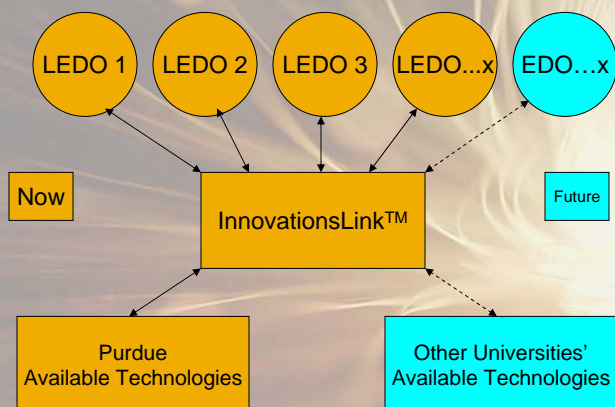 LEDO 1
LEDO 2
LEDO 3
LEDO...x
EDO...x
Now
InnovationsLink™
Future
Purdue
Available Technologies
Other Universities'
Available Technologies